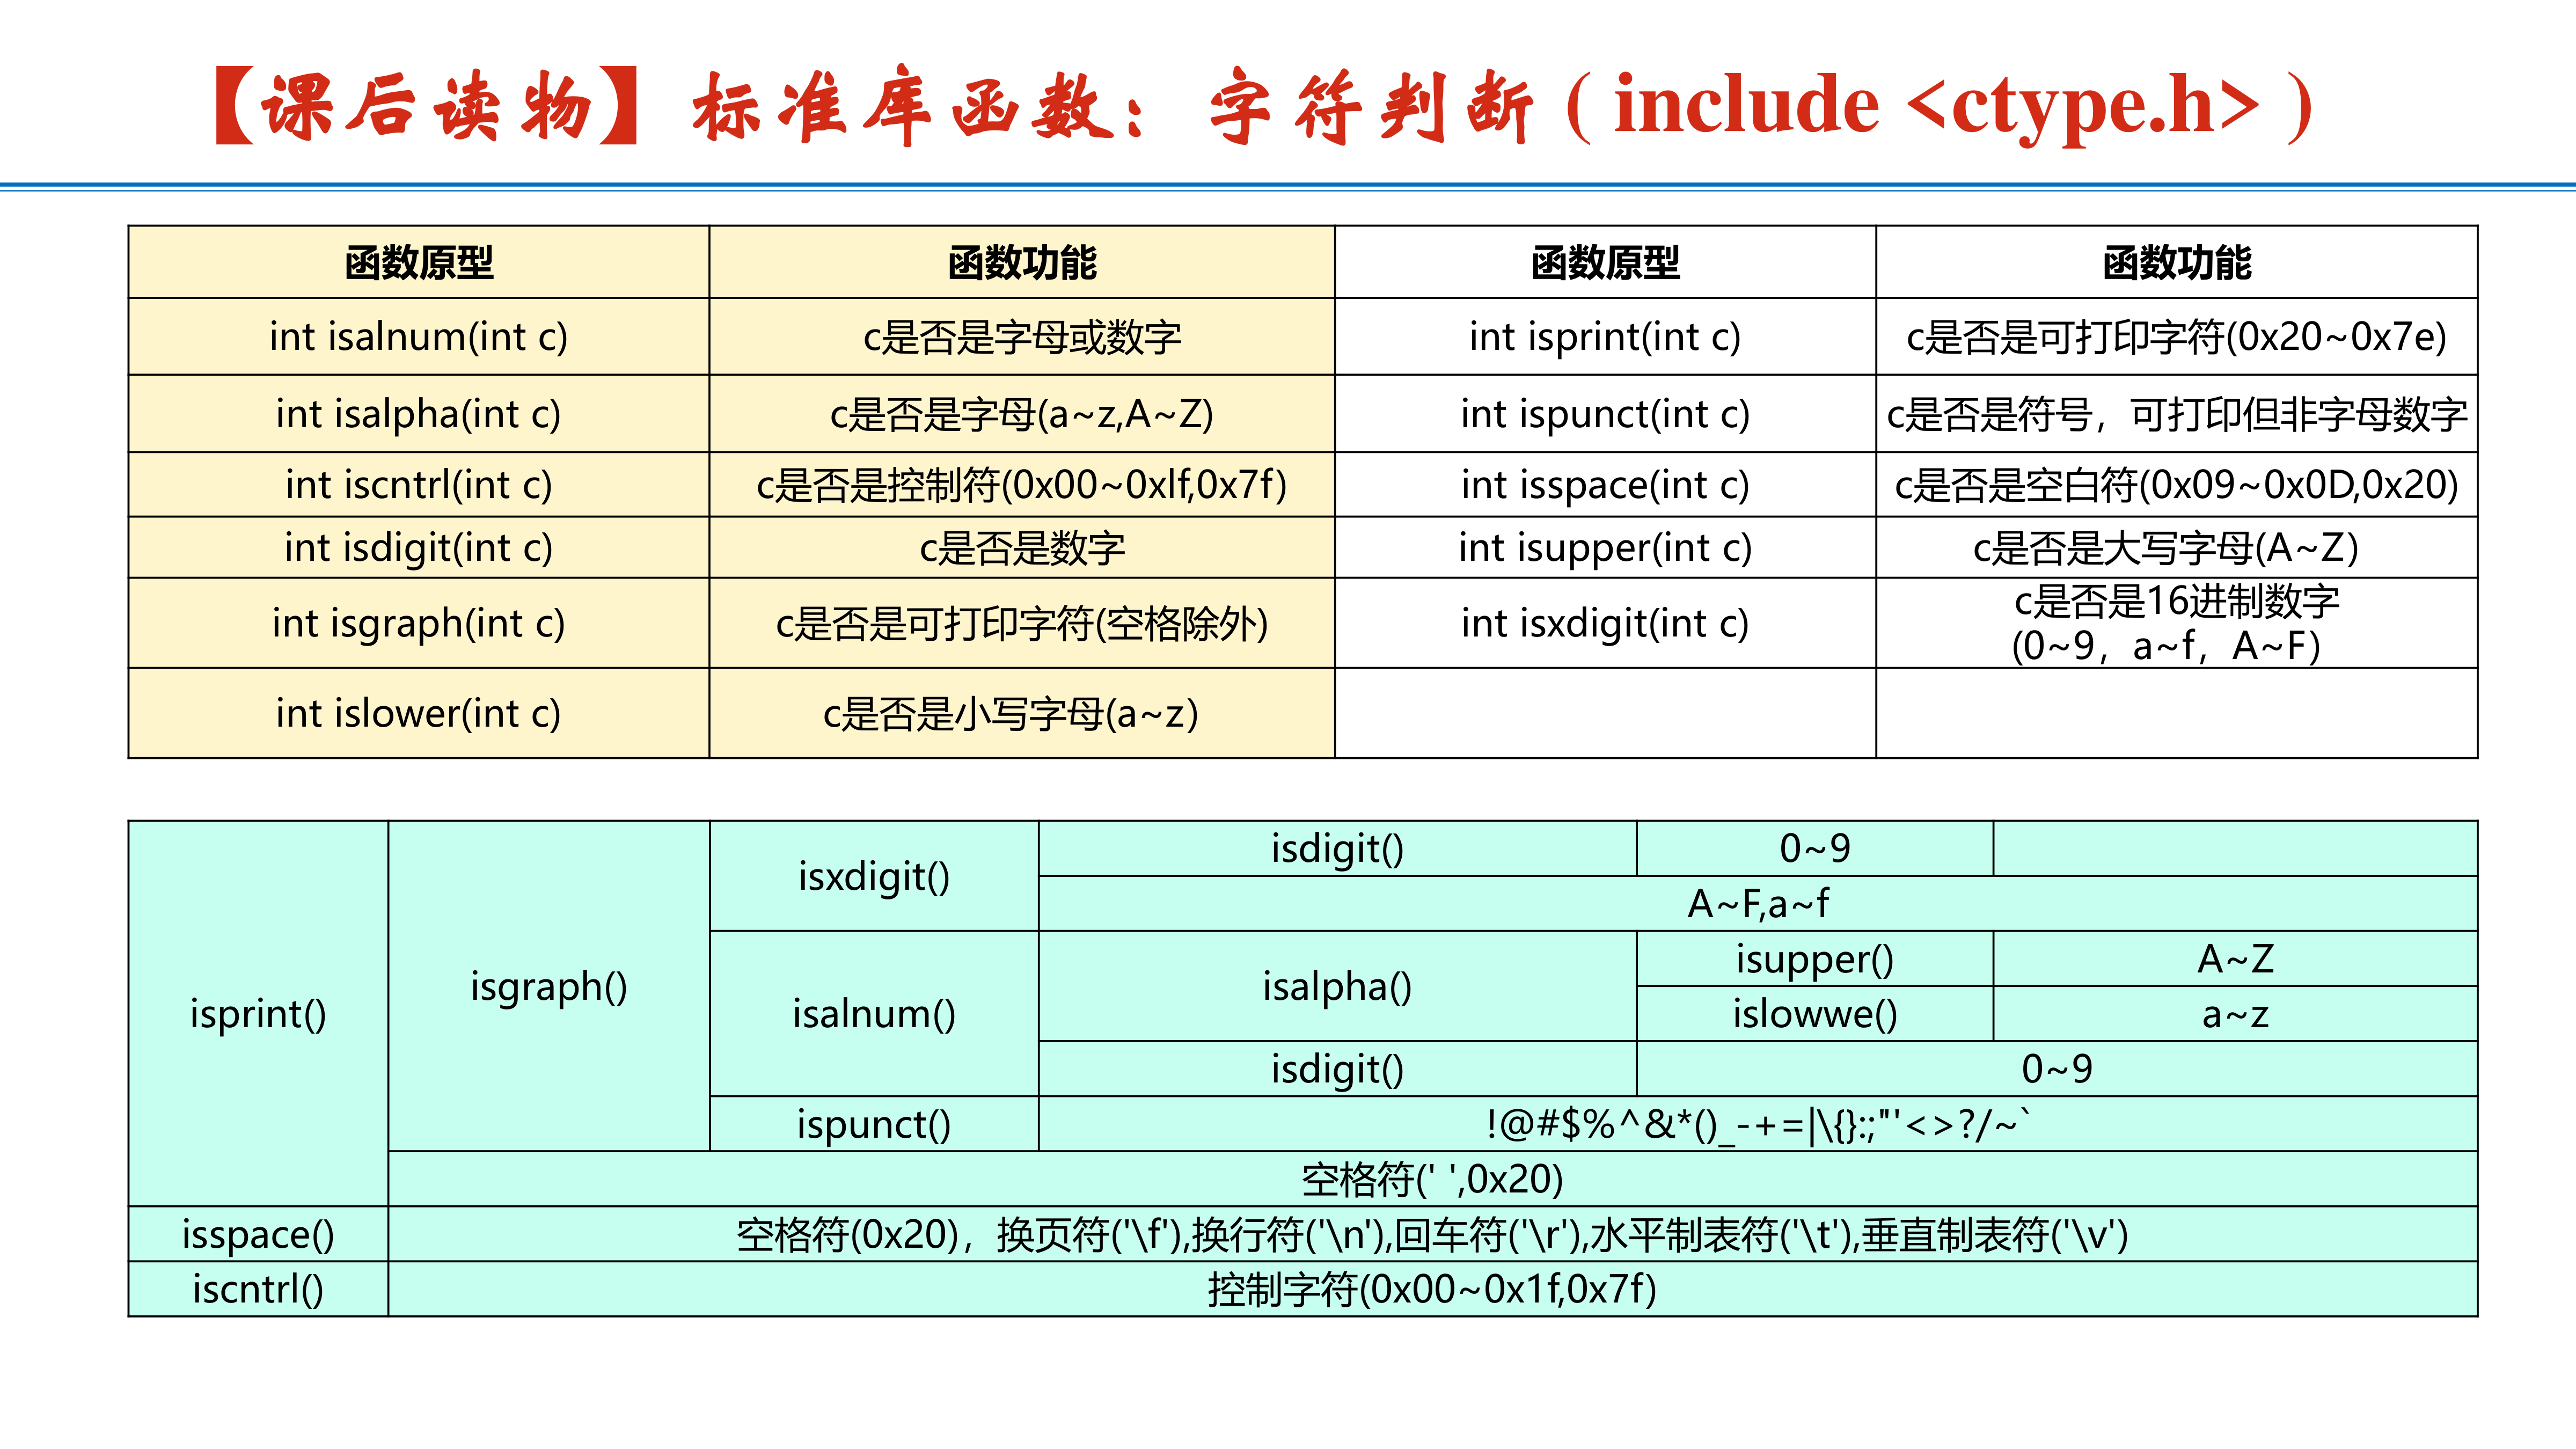 【课后读物】标准库函数：字符判断 ( include <ctype.h> )
函数原型 函数功能 函数原型 函数功能
int isalnum(int c) c是否是字母或数字 int isprint(int c) c是否是可打印字符(0x20~0x7e)
int isalpha(int c) c是否是字母(a~z,A~Z) int ispunct(int c) c是否是符号，可打印但非字母数字
int iscntrl(int c) c是否是控制符(0x00~0xlf,0x7f) int isspace(int c) c是否是空白符(0x09~0x0D,0x20)
int isdigit(int c) c是否是数字 int isupper(int c) c是否是大写字母(A~Z)
int isgraph(int c) c是否是可打印字符(空格除外) int isxdigit(int c) c是否是16进制数字
(0~9，a~f，A~F)
int islower(int c) c是否是小写字母(a~z)
isprint() isgraph() isxdigit() isdigit() 0~9
A~F,a~f
isalnum() isalpha() isupper() A~Z
islowwe() a~z
isdigit() 0~9
ispunct() !@#$%^&*()_-+=|\{}:;"'<>?/~`
空格符(' ',0x20)
isspace() 空格符(0x20)，换页符('\f'),换行符('\n'),回车符('\r'),水平制表符('\t'),垂直制表符('\v')
iscntrl() 控制字符(0x00~0x1f,0x7f)